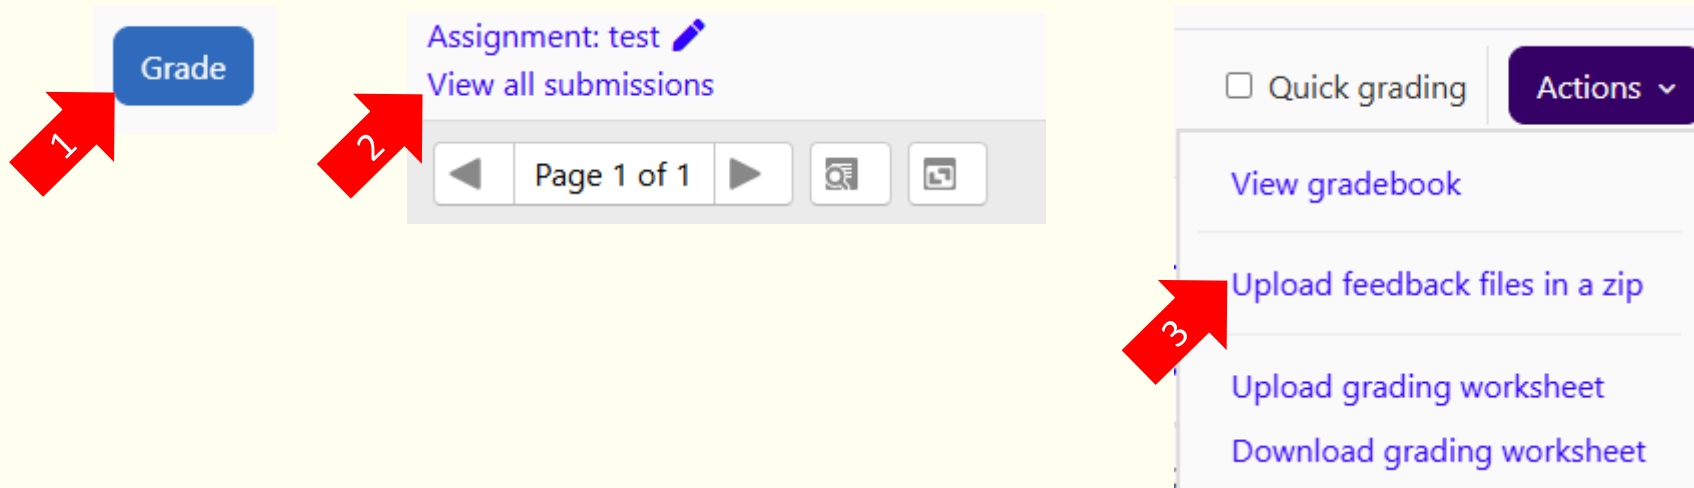 Grade
1
Assignment: test
View all submissions
2
Page 1 of 1
Quick grading
Actions
View gradebook
Upload feedback files in a zip
3
Upload grading worksheet
Download grading worksheet